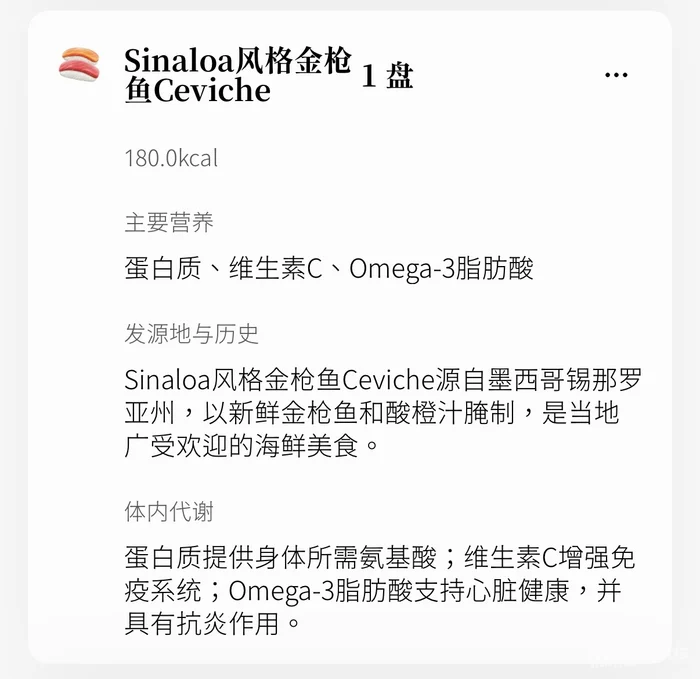 Sinaloa风格金枪
鱼Ceviche
1 盘
180.0kcal
主要营养
蛋白质、维生素C、Omega-3脂肪酸
发源地与历史
Sinaloa风格金枪鱼Ceviche源自墨西哥锡那罗
亚州，以新鲜金枪鱼和酸橙汁腌制，是当地
广受欢迎的海鲜美食。
体内代谢
蛋白质提供身体所需氨基酸；维生素C增强免
疫系统；Omega-3脂肪酸支持心脏健康，并
具有抗炎作用。